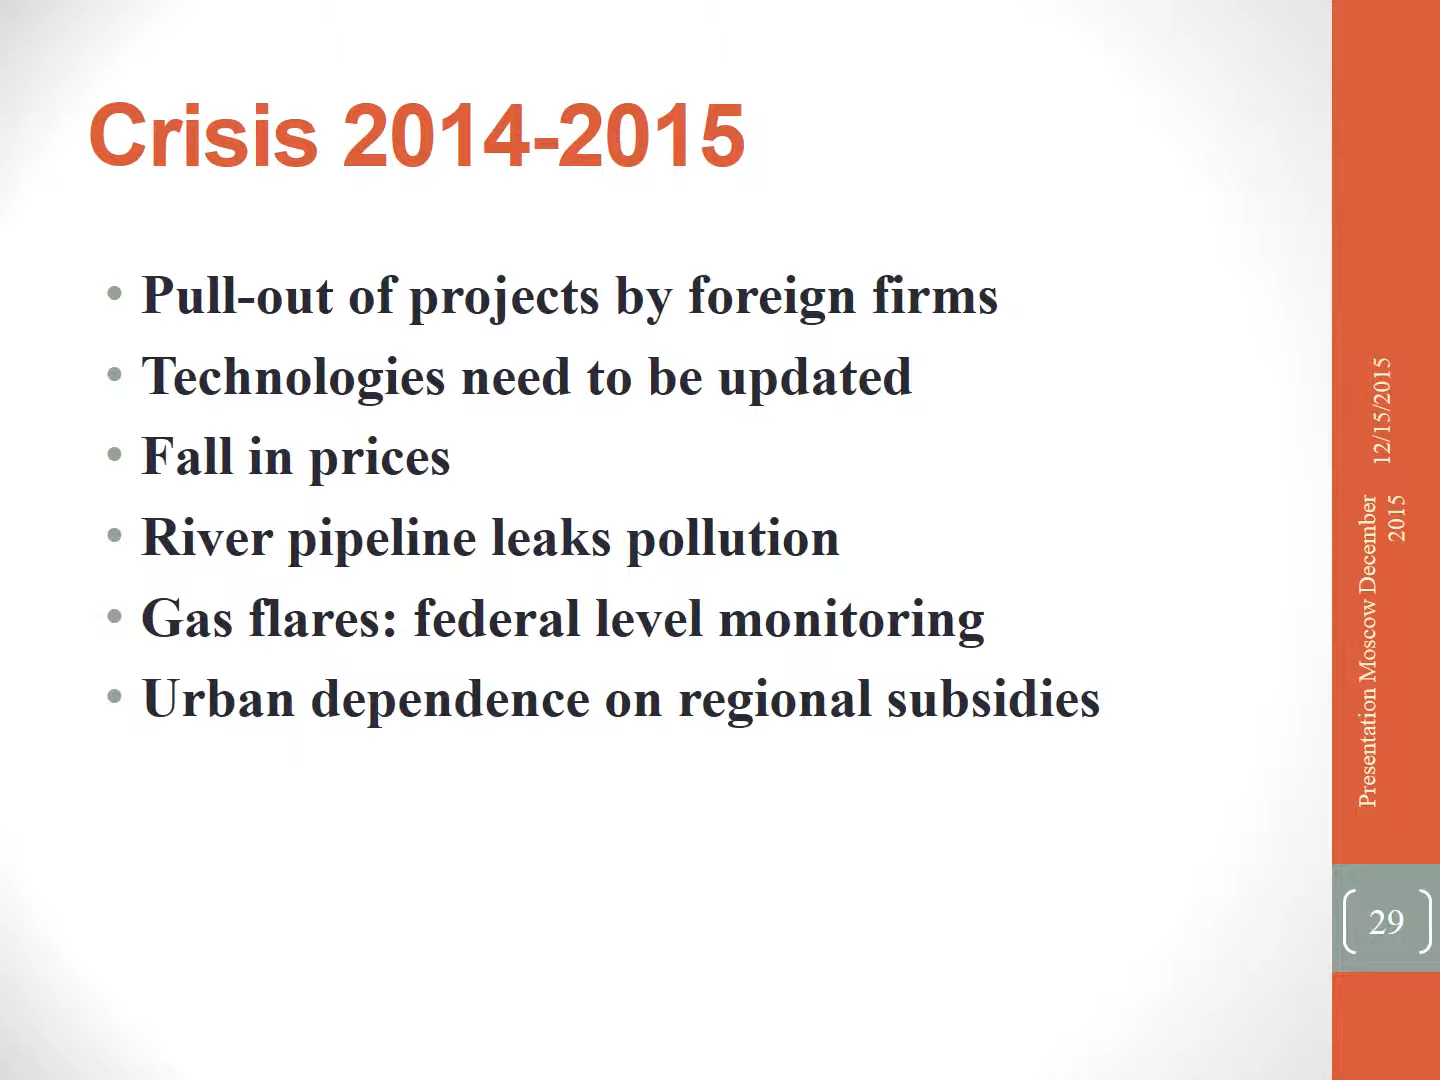 Crisis 2014-2015
• Pull-out of projects by foreign firms
• Technologies need to be updated
• Fall in prices
• River pipeline leaks pollution
• Gas flares: federal level monitoring
• Urban dependence on regional subsidies
12/15/2015
Presentation Moscow December
2015
29